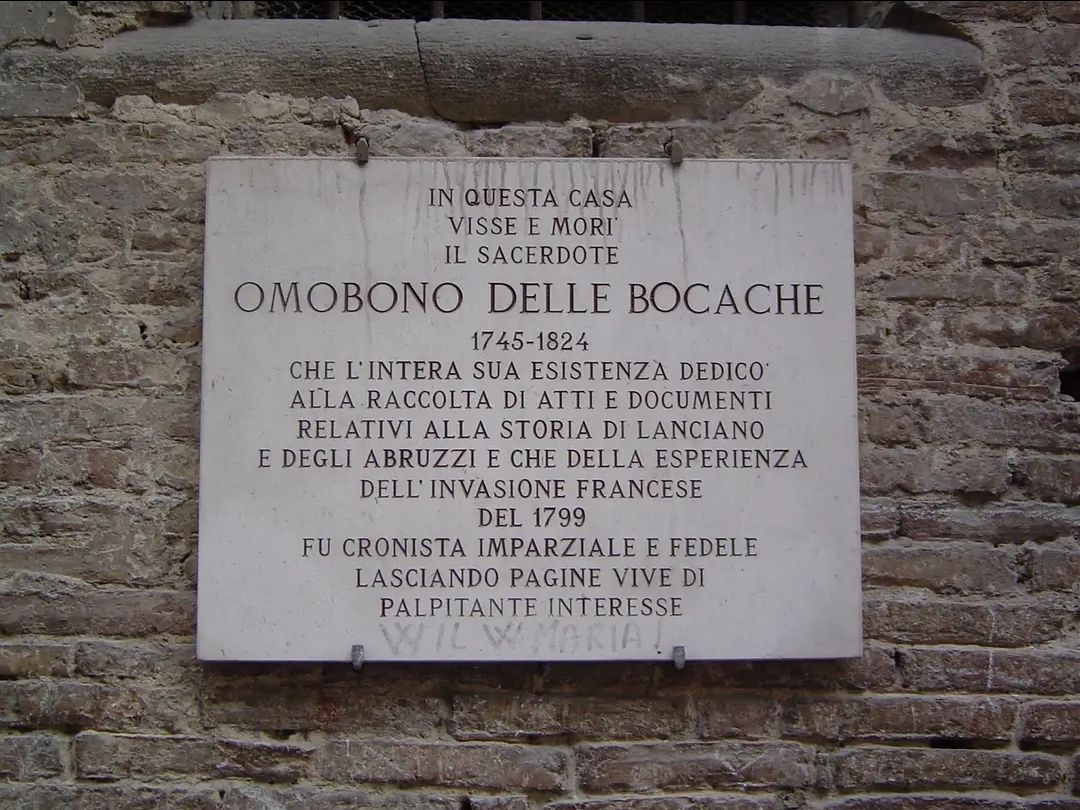 IN QUESTA CASA
VISSE E MORI'
IL SACERDOTE
OMOBONO DELLE BOCACHE
1745-1824
CHE L'INTERA SUA ESISTENZA DEDICO'
ALLA RACCOLTA DI ATTI E DOCUMENTI
RELATIVI ALLA STORIA DI LANCIANO
E DEGLI ABRUZZI E CHE DELLA ESPERIENZA
DELL'INVASIONE FRANCESE
DEL 1799
FU CRONISTA IMPARZIALE E FEDELE
LASCIANDO PAGINE VIVE DI
PALPITANTE INTERESSE
MARIA